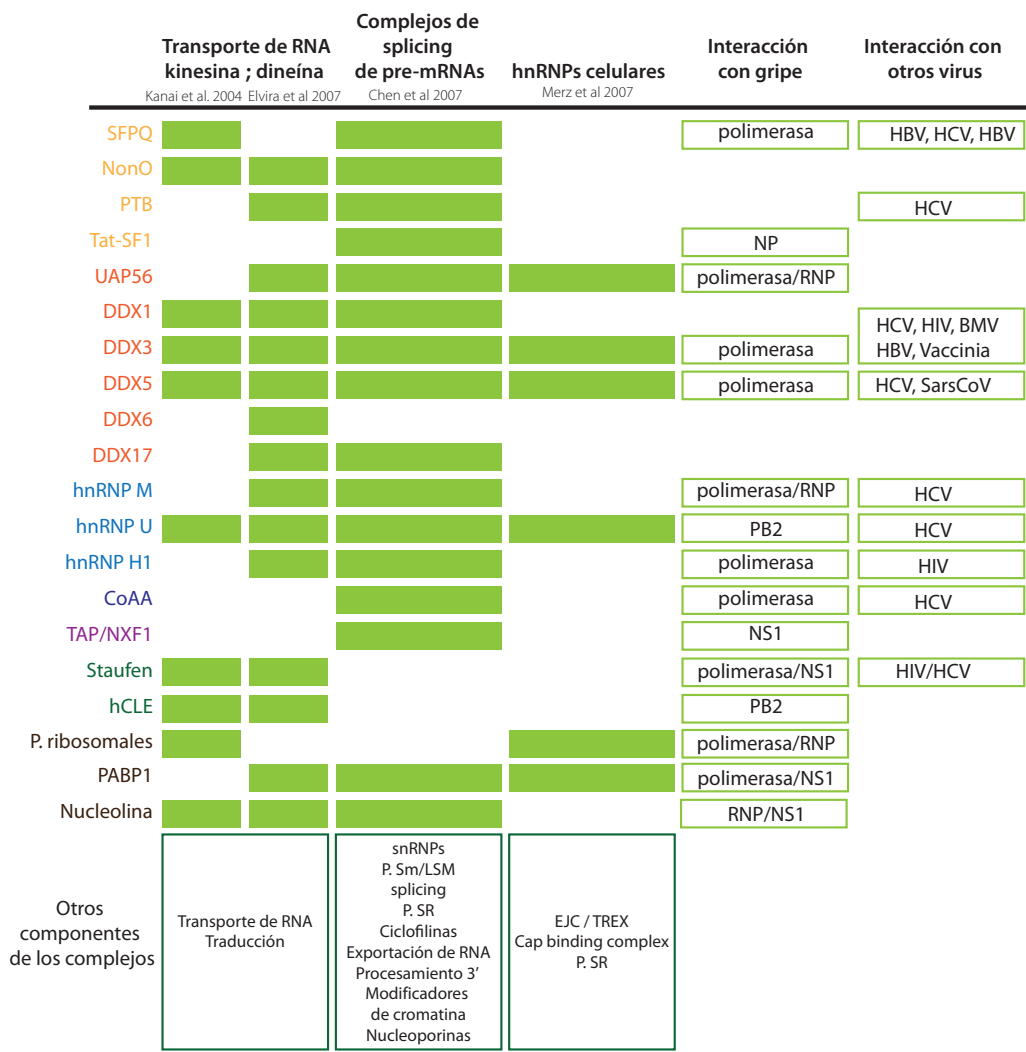 Transporte de RNA
kinesina ; dineína
Kanai et al. 2004 Elvira et al 2007
Complejos de
splicing
de pre-mRNAs
Chen et al 2007
hnRNPs celulares
Merz et al 2007
Interacción
con gripe
Interacción con
otros virus
SFPQ polimerasa HBV, HCV, HBV
NonO
PTB HCV
Tat-SF1 NP
UAP56 polimerasa/RNP
DDX1
DDX3 polimerasa
HCV, HIV, BMV
HBV, Vaccinia
DDX5 polimerasa HCV, SarsCoV
DDX6
DDX17
hnRNP M polimerasa/RNP HCV
hnRNP U PB2 HCV
hnRNP H1 polimerasa HIV
CoAA polimerasa HCV
TAP/NXF1 NS1
Staufen polimerasa/NS1 HIV/HCV
hCLE PB2
P. ribosomales polimerasa/RNP
PABP1 polimerasa/NS1
Nucleolina RNP/NS1
Otros
componentes
de los complejos
Transporte de RNA
Traducción
snRNPs
P. Sm/LSM
splicing
P. SR
Ciclofilinas
Exportación de RNA
Procesamiento 3’
Modificadores
de cromatina
Nucleoporinas
EJC / TREX
Cap binding complex
P. SR